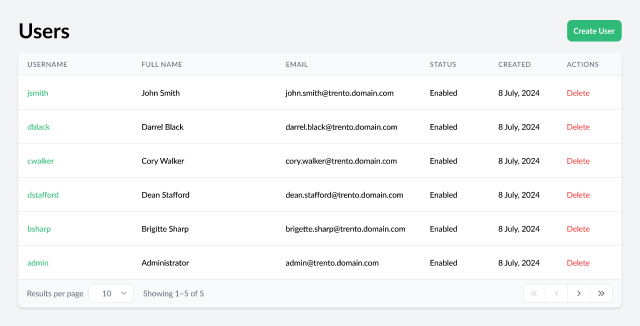 Users
Create User
USERNAME FULL NAME EMAIL STATUS CREATED ACTIONS
jsmith John Smith john.smith@trento.domain.com Enabled 8 July, 2024 Delete
dblack Darrel Black darrel.black@trento.domain.com Enabled 8 July, 2024 Delete
cwalker Cory Walker cory.walker@trento.domain.com Enabled 8 July, 2024 Delete
dstafford Dean Stafford dean.stafford@trento.domain.com Enabled 8 July, 2024 Delete
bsharp Brigitte Sharp brigette.sharp@trento.domain.com Enabled 8 July, 2024 Delete
admin Administrator admin@trento.domain.com Enabled 8 July, 2024 Delete
Results per page 10 Showing 1–5 of 5